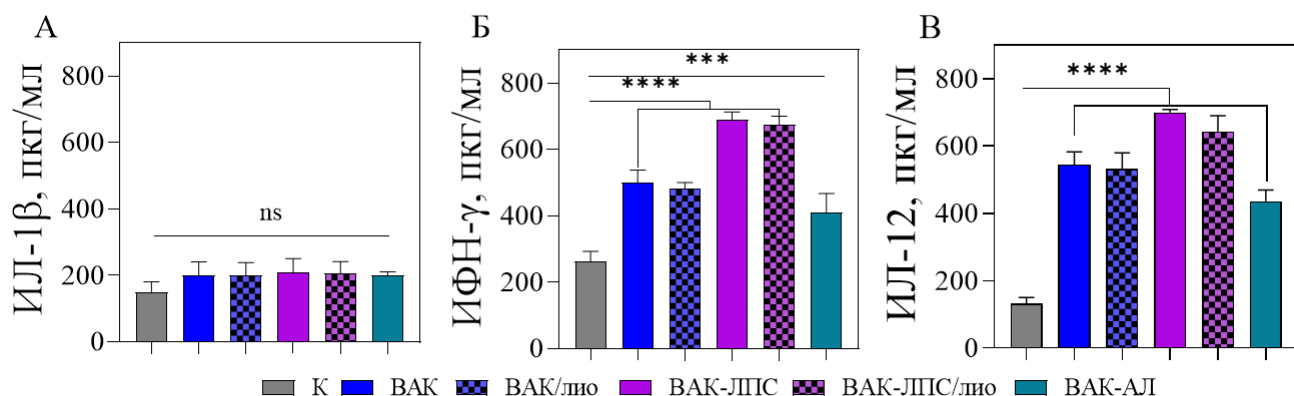 А
ИЛ-1β, пкг/мл
800
600
400
200
0
ns
Б
ИФН-γ, пкг/мл
800
600
400
200
0
***
****
В
ИЛ-12, пкг/мл
800
600
400
200
0
****
К ВАК ВАК/лио ВАК-ЛПС ВАК-ЛПС/лио ВАК-АЛ